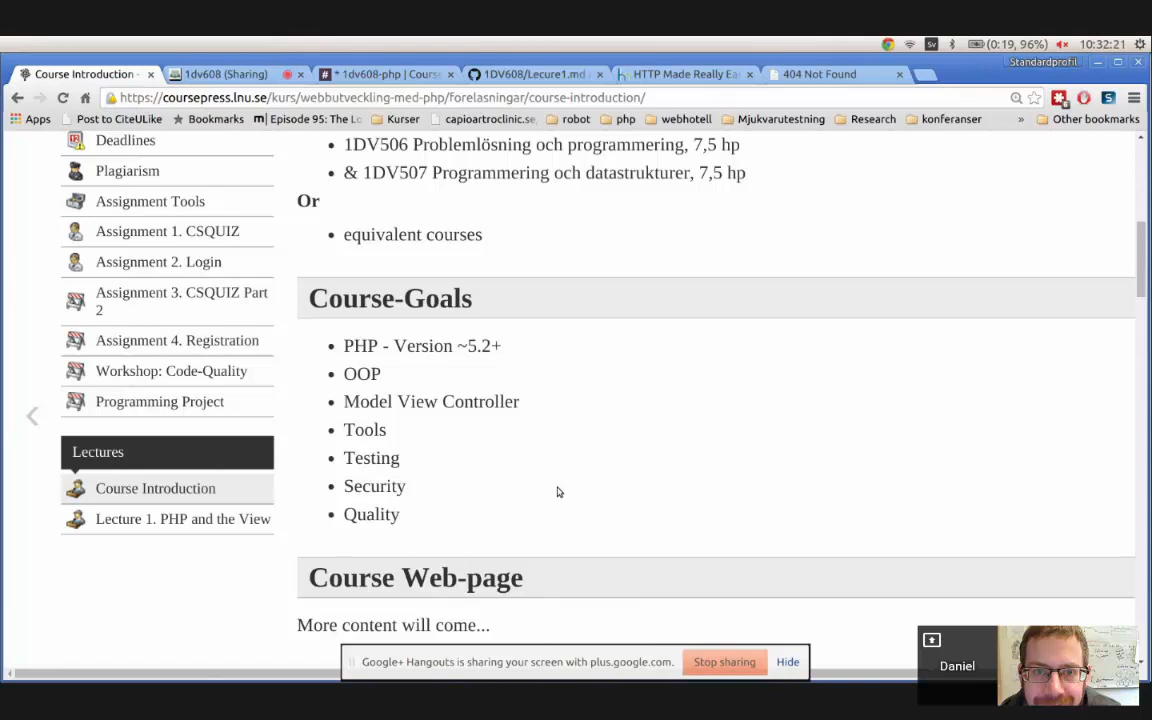 Sv
(0:19, 96%)
10:32:21
Course Introduction -
1dv608 (Sharing)
* 1dv608-php | Cours
1DV608/Lecure1.md
HTTP Made Really Ea
404 Not Found
Standardprofil
https://coursepress.lnu.se/kurs/webbutveckling-med-php/forelasningar/course-introduction/
Apps
Post to CiteULike
Bookmarks
Episode 95: The Lo
Kurser
capioartroclinic.se,
robot
php
webhotell
Mjukvarutestning
Research
konferanser
»
Other bookmarks
Deadlines
Plagiarism
Assignment Tools
Assignment 1. CSQUIZ
Assignment 2. Login
Assignment 3. CSQUIZ Part
2
Assignment 4. Registration
Workshop: Code-Quality
Programming Project
Lectures
Course Introduction
Lecture 1. PHP and the View
• 1DV506 Problemlösning och programmering, 7,5 hp
• & 1DV507 Programmering och datastrukturer, 7,5 hp
Or
• equivalent courses
Course-Goals
• PHP - Version ~5.2+
• OOP
• Model View Controller
• Tools
• Testing
• Security
• Quality
Course Web-page
More content will come...
Google+ Hangouts is sharing your screen with plus.google.com.
Stop sharing
Hide
Daniel